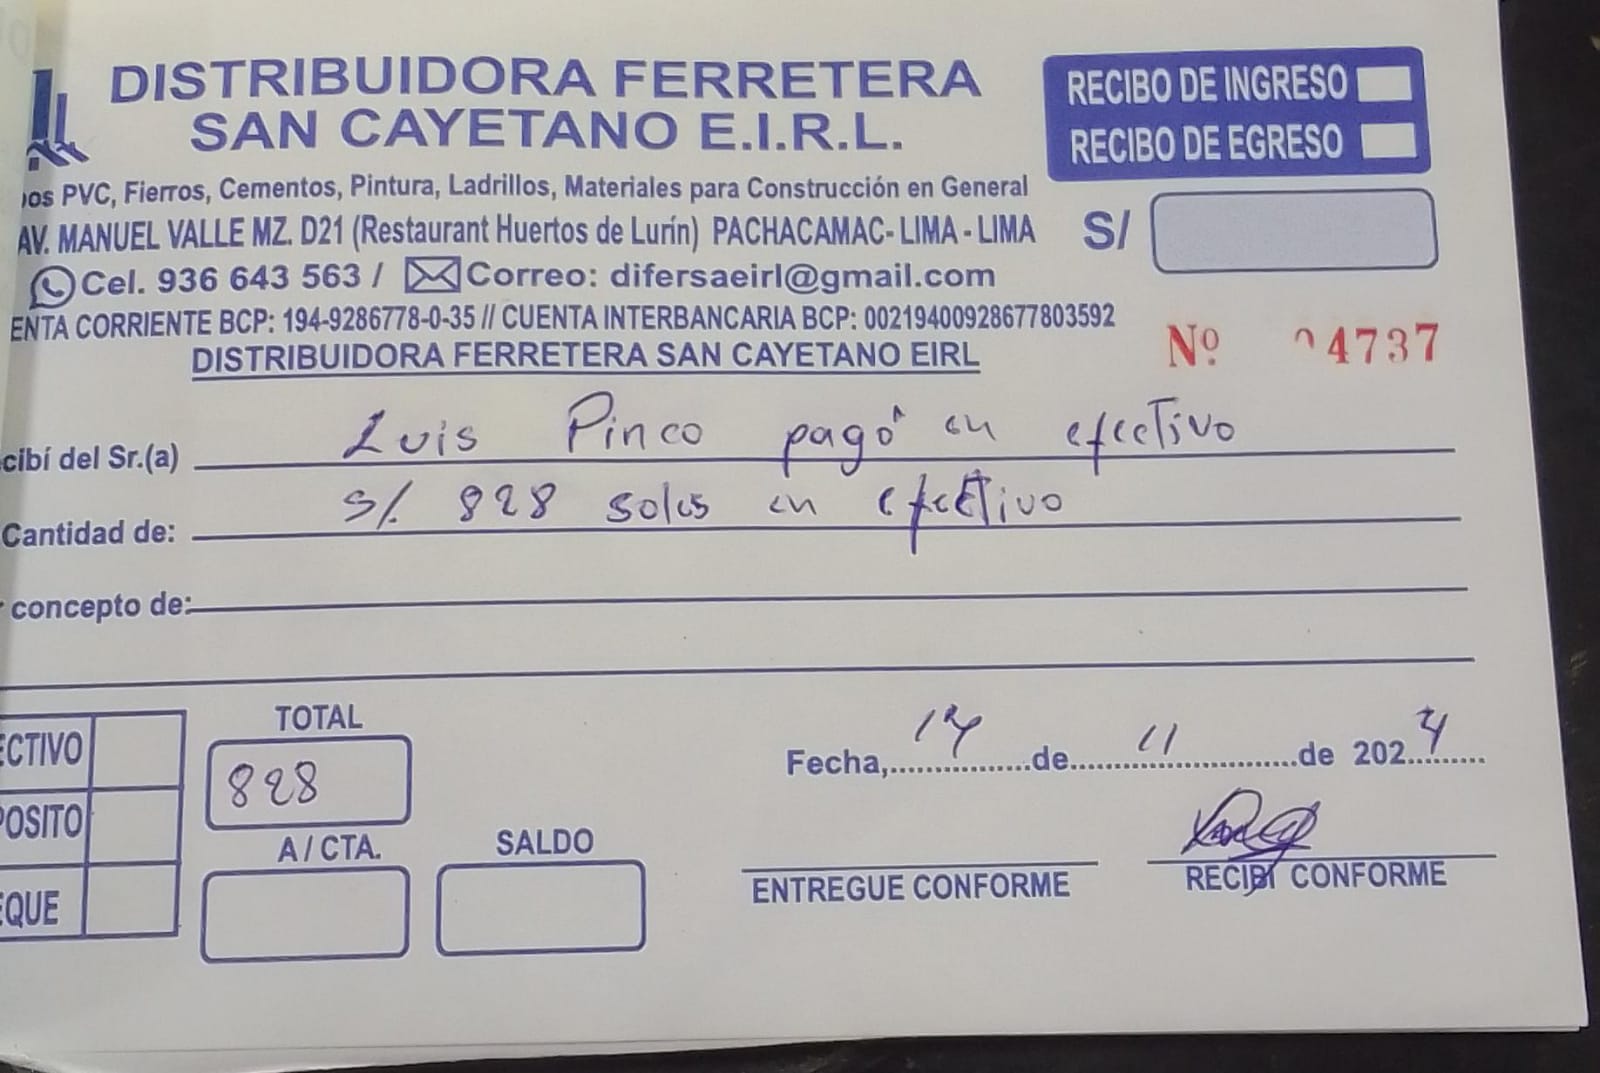 DISTRIBUIDORA FERRETERA
SAN CAYETANO E.I.R.L.
RECIBO DE INGRESO
RECIBO DE EGRESO
os PVC, Fierros, Cementos, Pintura, Ladrillos, Materiales para Construcción en General
AV. MANUEL VALLE MZ. D21 (Restaurant Huertos de Lurín) PACHACAMAC- LIMA - LIMA
S/
Cel. 936 643 563 / Correo: difersaeirl@gmail.com
ENTA CORRIENTE BCP: 194-9286778-0-35 // CUENTA INTERBANCARIA BCP: 00219400928677803592
Nº 04737
DISTRIBUIDORA FERRETERA SAN CAYETANO EIRL
cibí del Sr.(a) Luis Pinco pagó en efectivo
Cantidad de: S/. 828 soles en efectivo
concepto de:
ECTIVO
POSITO
EQUE
TOTAL
828
A / CTA.
SALDO
Fecha, 14 de 11 de 2024
ENTREGUE CONFORME
RECIBI CONFORME